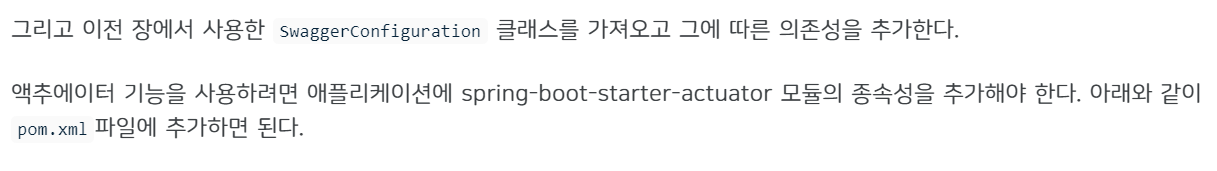 그리고 이전 장에서 사용한 SwaggerConfiguration 클래스를 가져오고 그에 따른 의존성을 추가한다.
액추에이터 기능을 사용하려면 애플리케이션에 spring-boot-starter-actuator 모듈의 종속성을 추가해야 한다. 아래와 같이
pom.xml 파일에 추가하면 된다.